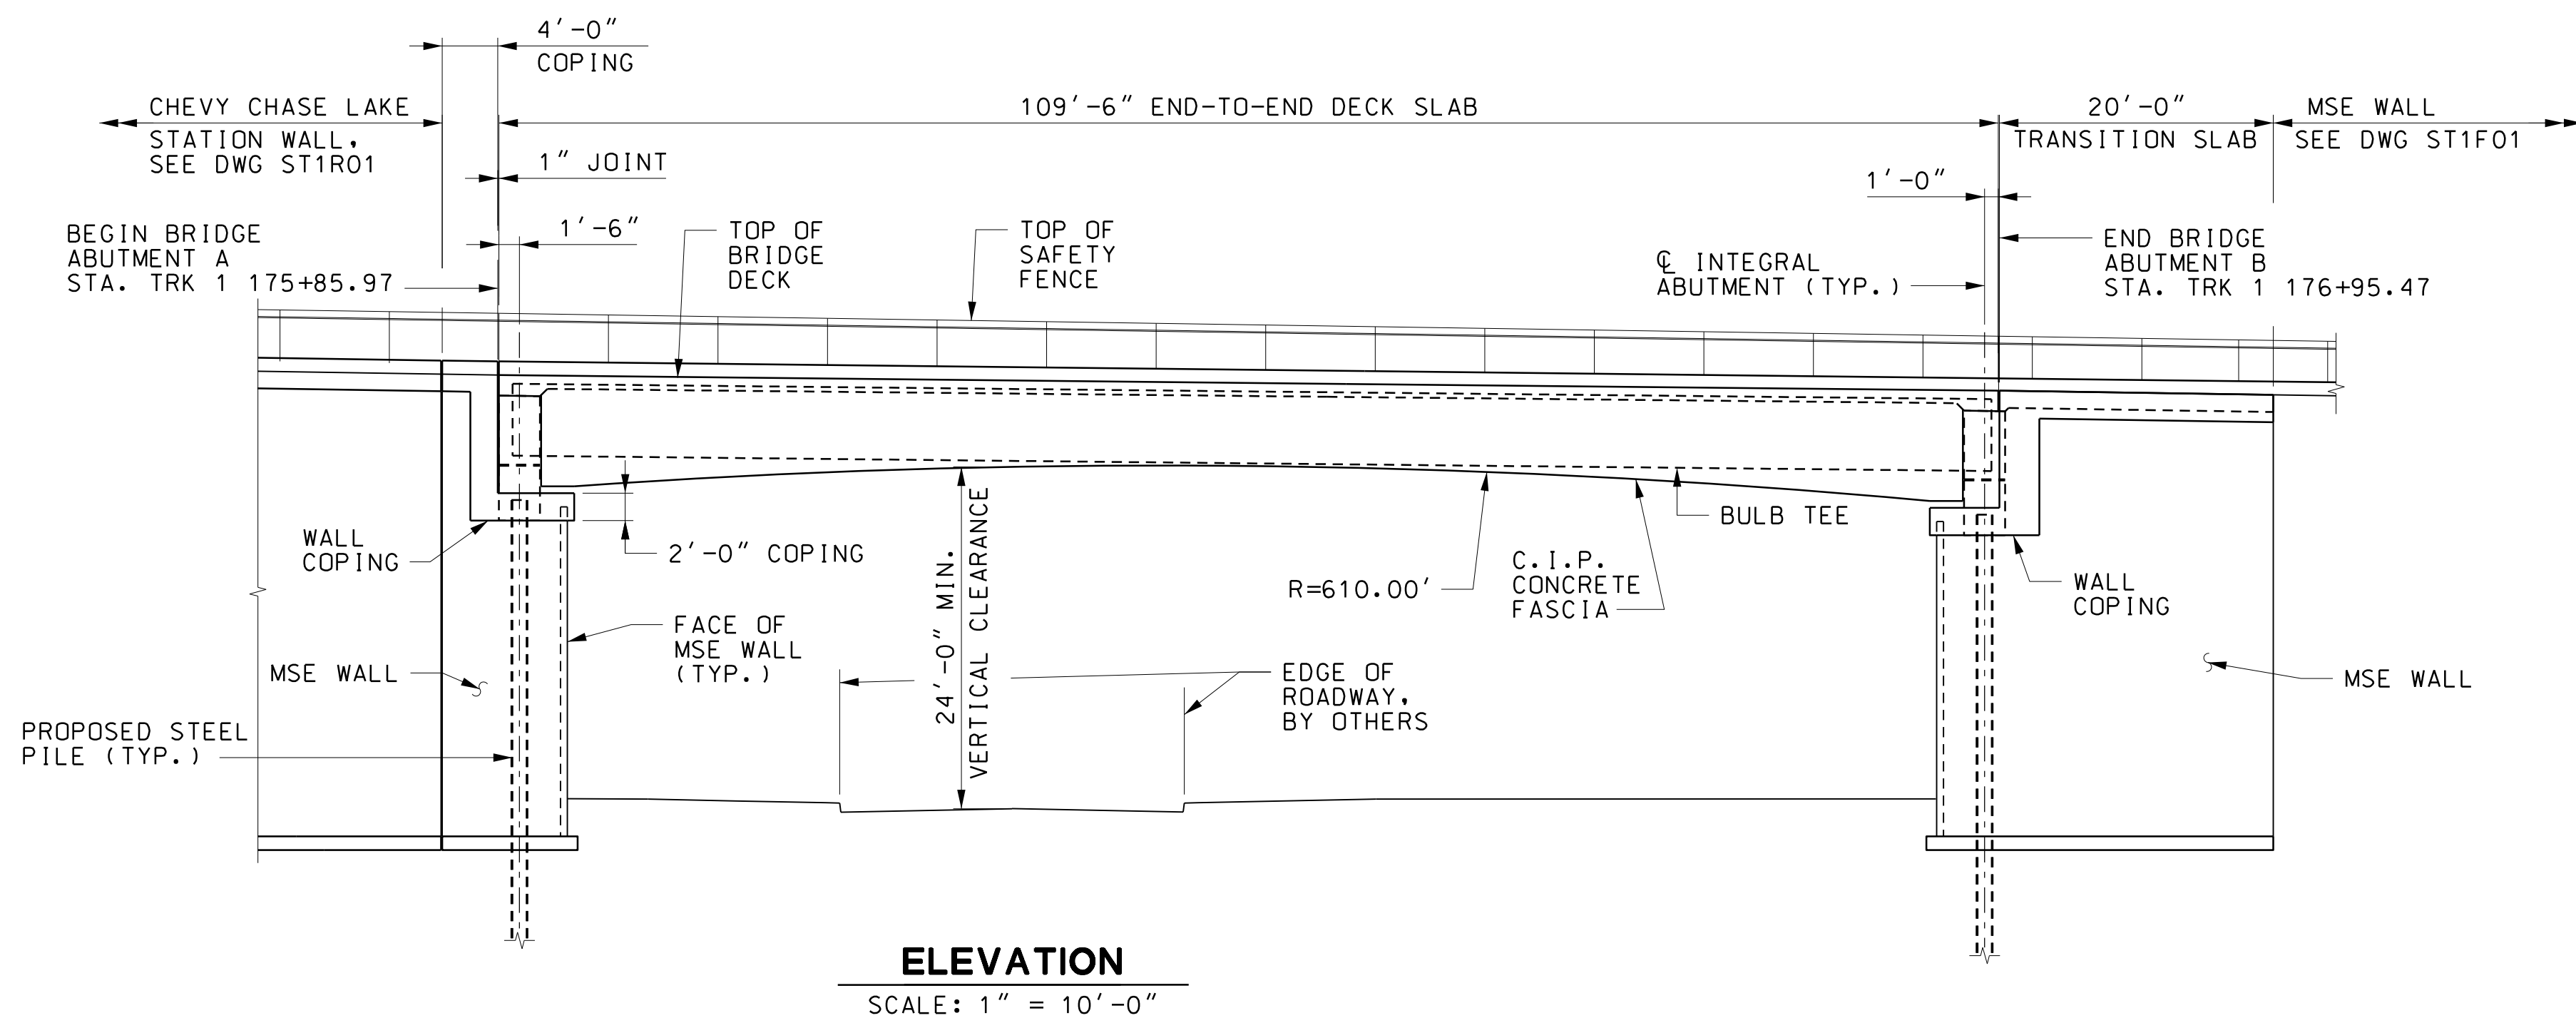 4'-0"
COPING
CHEVY CHASE LAKE
STATION WALL,
SEE DWG ST1R01
109'-6" END-TO-END DECK SLAB
20'-0"
TRANSITION SLAB
MSE WALL
SEE DWG ST1F01
1" JOINT
1'-6"
1'-0"
BEGIN BRIDGE
ABUTMENT A
STA. TRK 1 175+85.97
TOP OF
BRIDGE
DECK
TOP OF
SAFETY
FENCE
℄ INTEGRAL
ABUTMENT (TYP.)
END BRIDGE
ABUTMENT B
STA. TRK 1 176+95.47
WALL
COPING
2'-0" COPING
24'-0" MIN.
VERTICAL CLEARANCE
R=610.00'
C.I.P.
CONCRETE
FASCIA
BULB TEE
WALL
COPING
FACE OF
MSE WALL
(TYP.)
MSE WALL
EDGE OF
ROADWAY,
BY OTHERS
MSE WALL
PROPOSED STEEL
PILE (TYP.)
ELEVATION
SCALE: 1" = 10'-0"